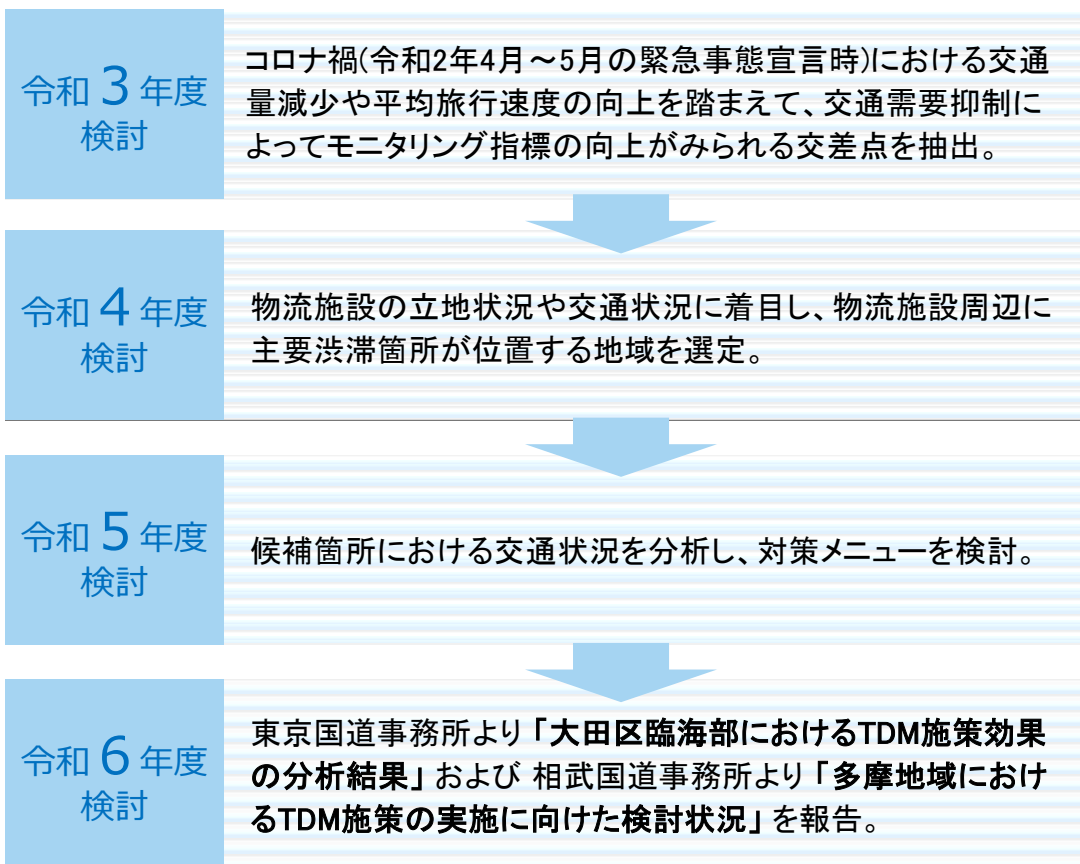 令和3年度
検討
コロナ禍(令和2年4月～5月の緊急事態宣言時)における交通
量減少や平均旅行速度の向上を踏まえて、交通需要抑制に
よってモニタリング指標の向上がみられる交差点を抽出。
令和4年度
検討
物流施設の立地状況や交通状況に着目し、物流施設周辺に
主要渋滞箇所が位置する地域を選定。
令和5年度
検討
候補箇所における交通状況を分析し、対策メニューを検討。
令和6年度
検討
東京国道事務所より「大田区臨海部におけるTDM施策効果
の分析結果」および 相武国道事務所より「多摩地域におけ
るTDM施策の実施に向けた検討状況」を報告。